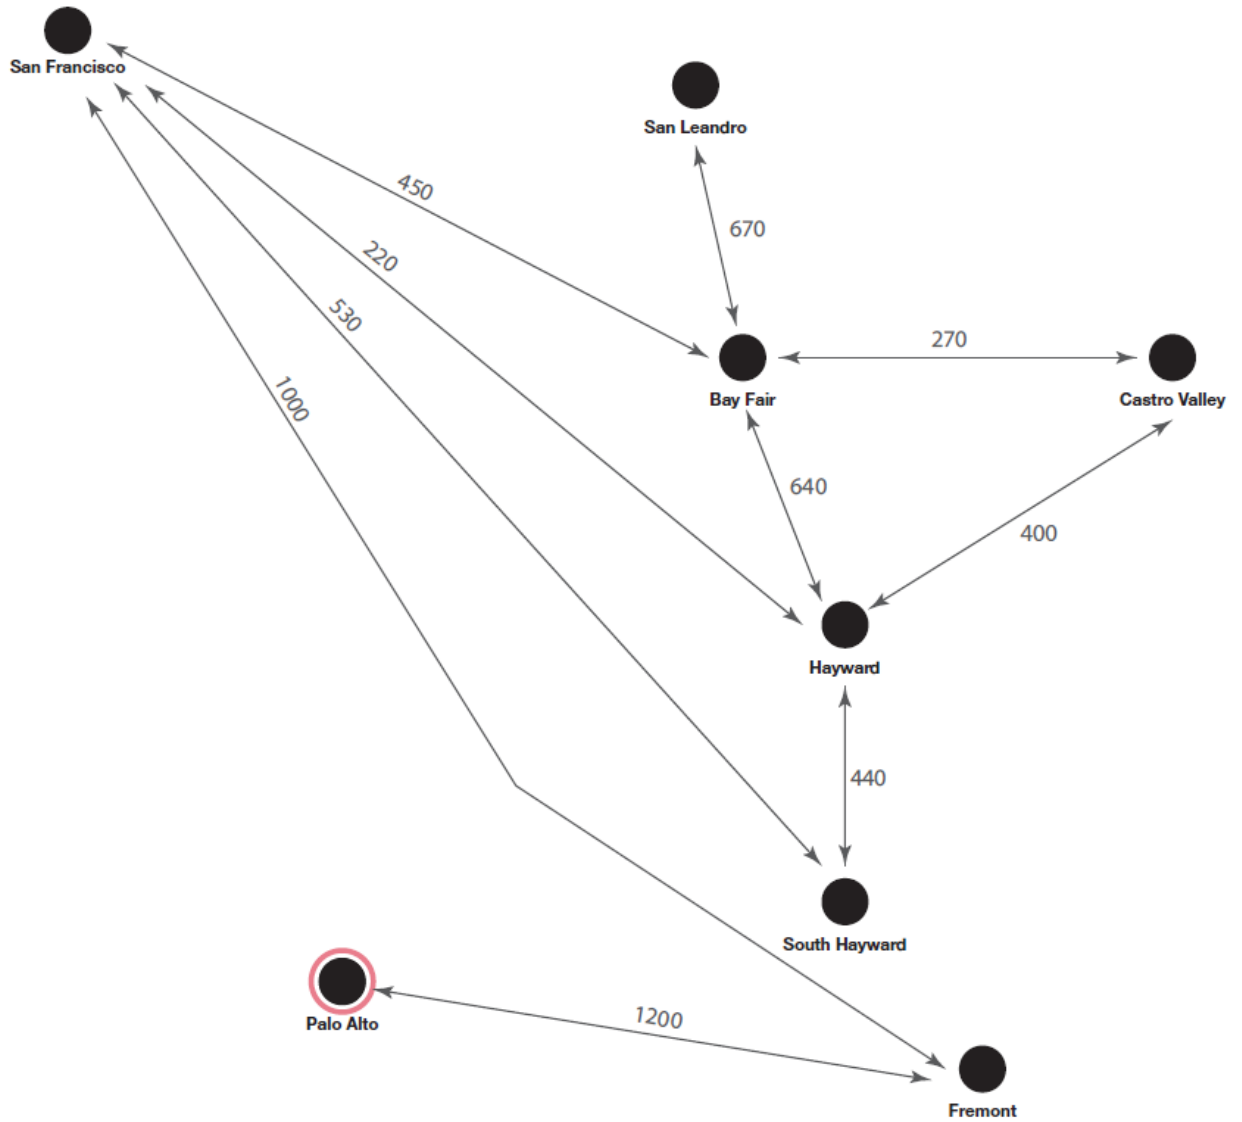 San Francisco
San Leandro
450
670
220
530
270
1000
Bay Fair
Castro Valley
640
400
Hayward
440
South Hayward
Palo Alto
1200
Fremont